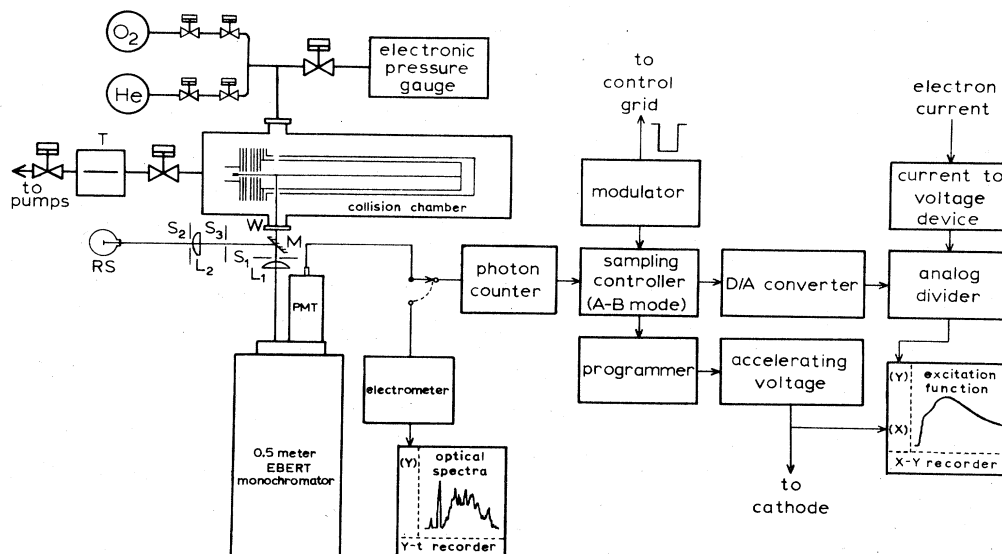 O2
He
electronic
pressure
gauge
T
to
pumps
collision chamber
W
M
S2
S3
S1
L1
L2
RS
PMT
0.5 meter
EBERT
monochromator
electrometer
(Y)
optical
spectra
Y-t recorder
photon
counter
to
control
grid
modulator
sampling
controller
(A-B mode)
programmer
D/A converter
accelerating
voltage
to
cathode
electron
current
current to
voltage
device
analog
divider
(Y)
excitation
function
(X)
X-Y recorder